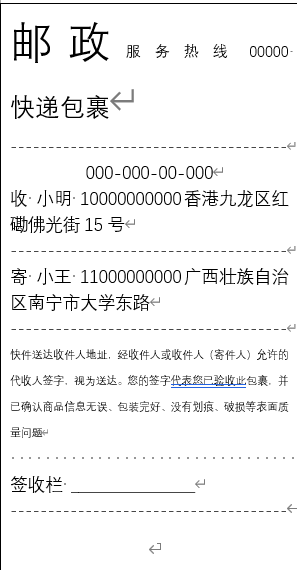 邮 政 服 务 热 线 00000
快递包裹
000-000-00-000
收 小明 10000000000 香港九龙区红
磡佛光街 15 号
寄 小王 11000000000 广西壮族自治
区南宁市大学东路
快件送达收件人地址，经收件人或收件人（寄件人）允许的
代收人签字，视为送达。您的签字代表您已验收此包裹，并
已确认商品信息无误、包装完好、没有划痕、破损等表面质
量问题
签收栏